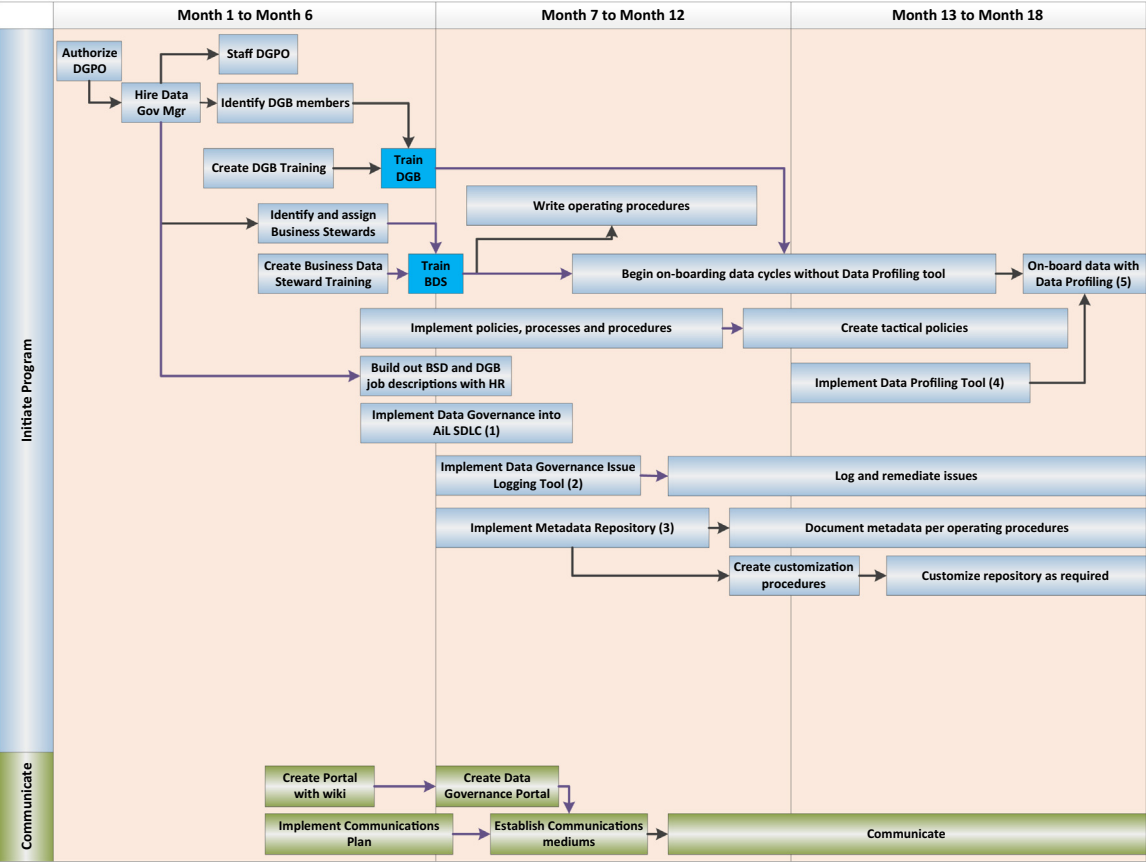 Month 1 to Month 6
Month 7 to Month 12
Month 13 to Month 18
Initiate Program
Authorize
DGPO
Staff DGPO
Hire Data
Gov Mgr
Identify DGB members
Create DGB Training
Train
DGB
Write operating procedures
Identify and assign
Business Stewards
Create Business Data
Steward Training
Train
BDS
Begin on-boarding data cycles without Data Profiling tool
On-board data with
Data Profiling (5)
Implement policies, processes and procedures
Create tactical policies
Build out BSD and DGB
job descriptions with HR
Implement Data Profiling Tool (4)
Implement Data Governance into
AiL SDLC (1)
Implement Data Governance Issue
Logging Tool (2)
Log and remediate issues
Implement Metadata Repository (3)
Document metadata per operating procedures
Create customization
procedures
Customize repository as required
Communicate
Create Portal
with wiki
Create Data
Governance Portal
Implement Communications
Plan
Establish Communications
mediums
Communicate